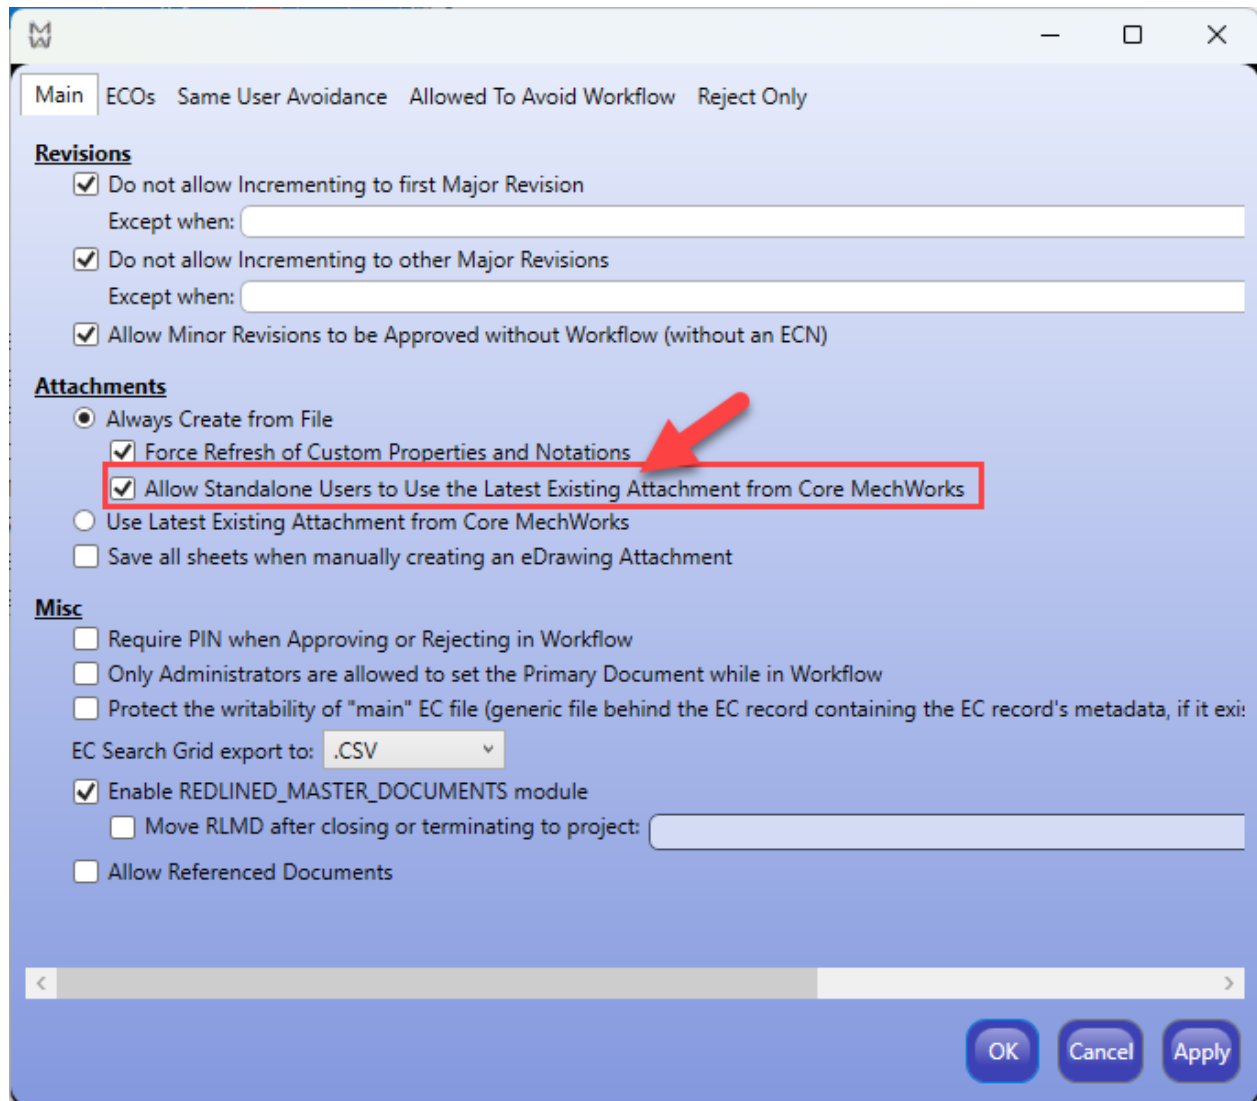 Main ECOs Same User Avoidance Allowed To Avoid Workflow Reject Only
Revisions
Do not allow Incrementing to first Major Revision
Except when:
Do not allow Incrementing to other Major Revisions
Except when:
Allow Minor Revisions to be Approved without Workflow (without an ECN)
Attachments
Always Create from File
Force Refresh of Custom Properties and Notations
Allow Standalone Users to Use the Latest Existing Attachment from Core MechWorks
Use Latest Existing Attachment from Core MechWorks
Save all sheets when manually creating an eDrawing Attachment
Misc
Require PIN when Approving or Rejecting in Workflow
Only Administrators are allowed to set the Primary Document while in Workflow
Protect the writability of "main" EC file (generic file behind the EC record containing the EC record's metadata, if it
EC Search Grid export to: .CSV
Enable REDLINED_MASTER_DOCUMENTS module
Move RLMD after closing or terminating to project:
Allow Referenced Documents
OK Cancel Apply